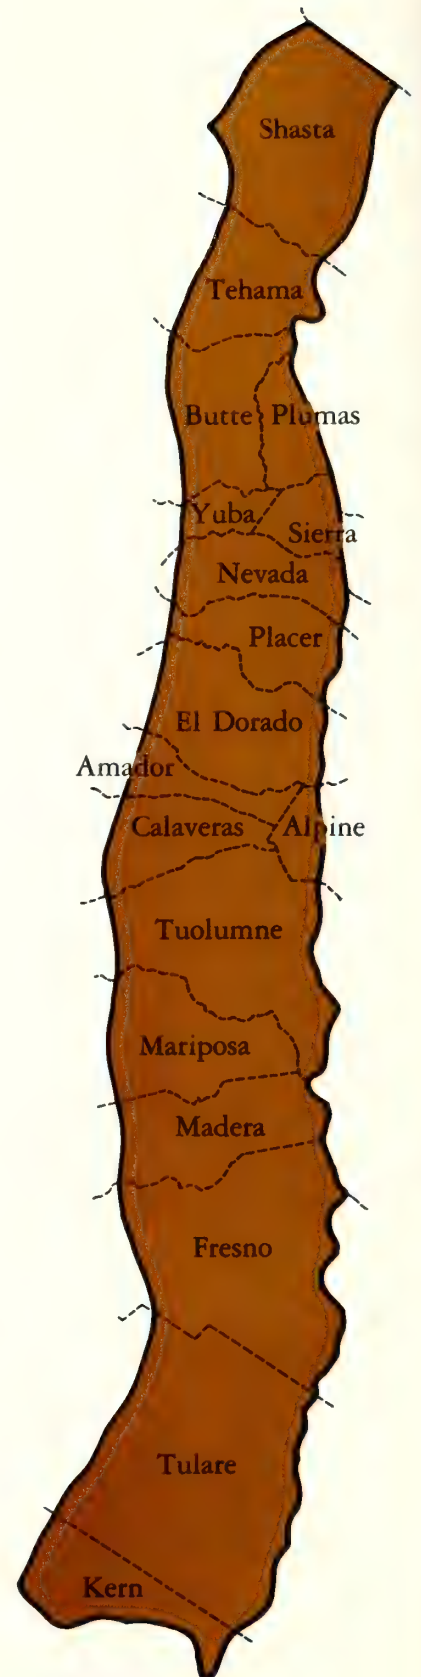 Shasta
Tehama
Butte Plumas
Yuba
Sierra
Nevada
Placer
El Dorado
Amador
Calaveras Alpine
Tuolumne
Mariposa
Madera
Fresno
Tulare
Kern